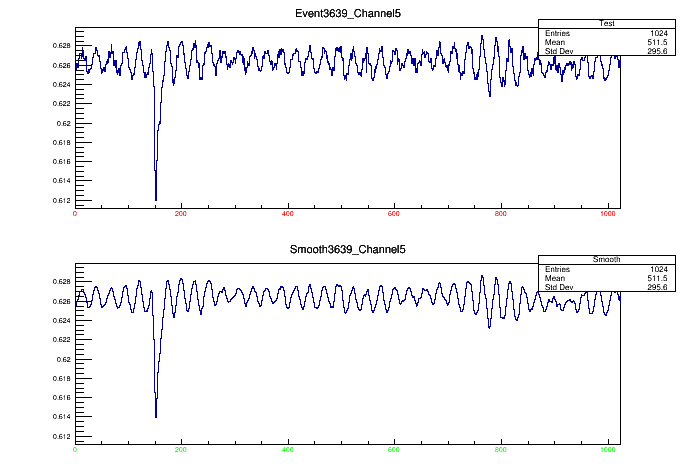 Event3639_Channel5
Test
Entries 1024
Mean 511.5
Std Dev 295.6
0.628
0.626
0.624
0.622
0.62
0.618
0.616
0.614
0.612
0 200 400 600 800 1000
Smooth3639_Channel5
Smooth
Entries 1024
Mean 511.5
Std Dev 295.6
0.628
0.626
0.624
0.622
0.62
0.618
0.616
0.614
0.612
0 200 400 600 800 1000